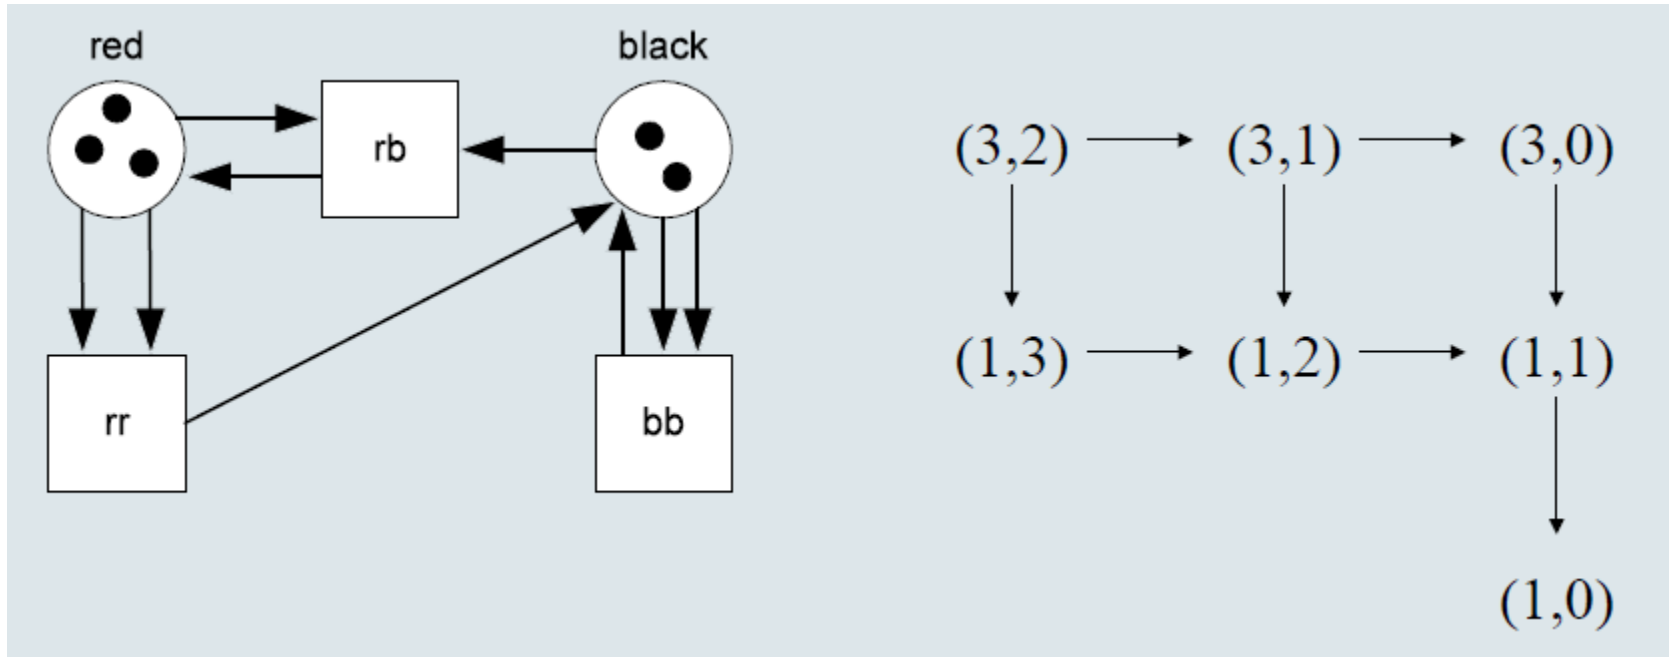 red
black
rb
rr
bb
(3,2) (3,1) (3,0)
(1,3) (1,2) (1,1)
(1,0)